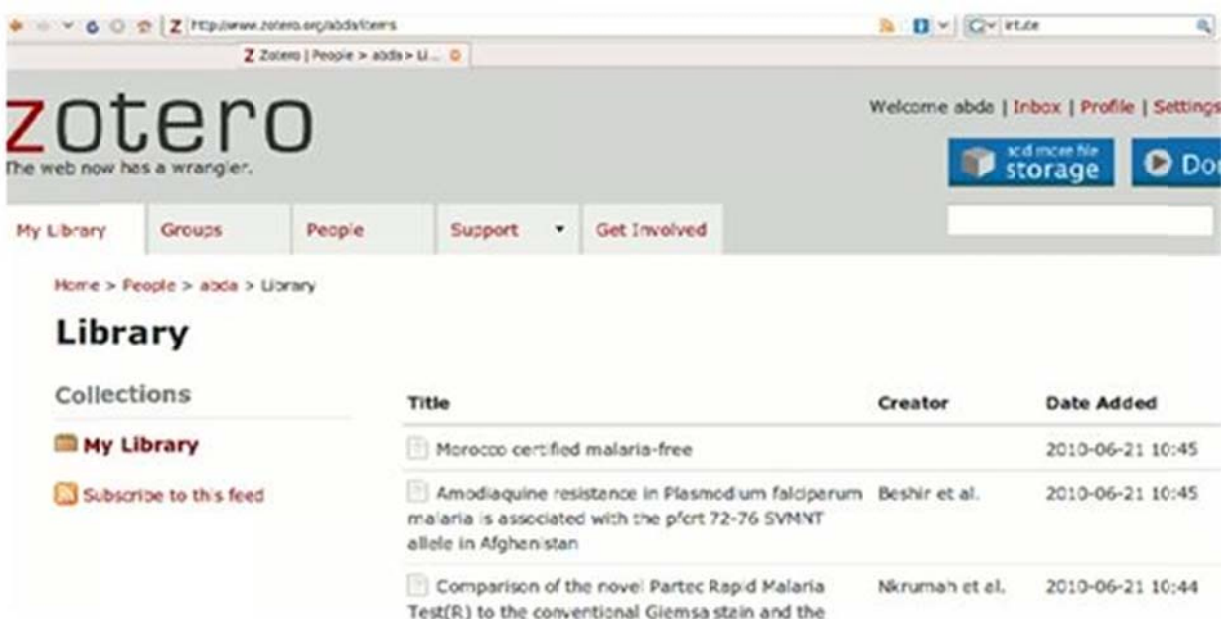 http://www.zotero.org/abda/items
Z Zotero | People > abda > Li...
zotero
The web now has a wrangler.
Welcome abda | Inbox | Profile | Settings
add more file
storage
My Library Groups People Support Get Involved
Home > People > abda > Library
Library
Collections
My Library
Subscribe to this feed
Title Creator Date Added
Morocco certified malaria-free 2010-06-21 10:45
Amodiaquine resistance in Plasmodium falciparum Beshir et al. 2010-06-21 10:45
malaria is associated with the pfcrt 72-76 SVMNT
allele in Afghanistan
Comparison of the novel Partec Rapid Malaria Nkrumah et al. 2010-06-21 10:44
Test(R) to the conventional Giemsa stain and the